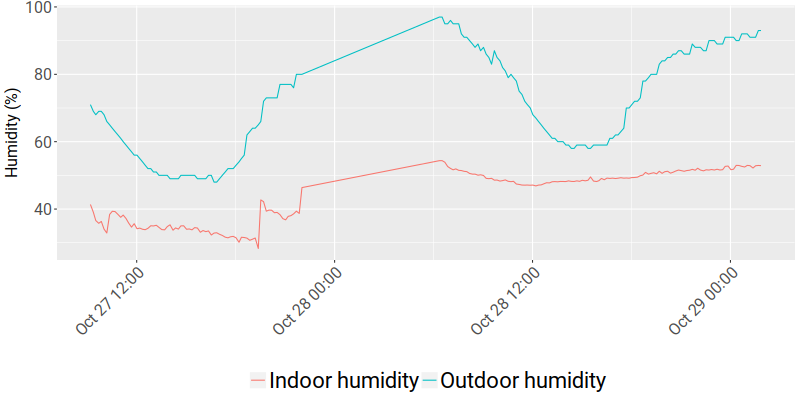 Humidity (%)
100
80
60
40
Oct 27 12:00
Oct 28 00:00
Oct 28 12:00
Oct 29 00:00
Indoor humidity Outdoor humidity